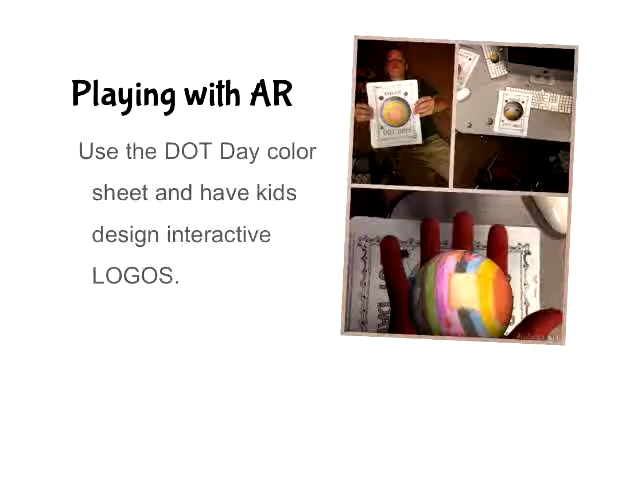 Playing with AR
Use the DOT Day color
sheet and have kids
design interactive
LOGOS.